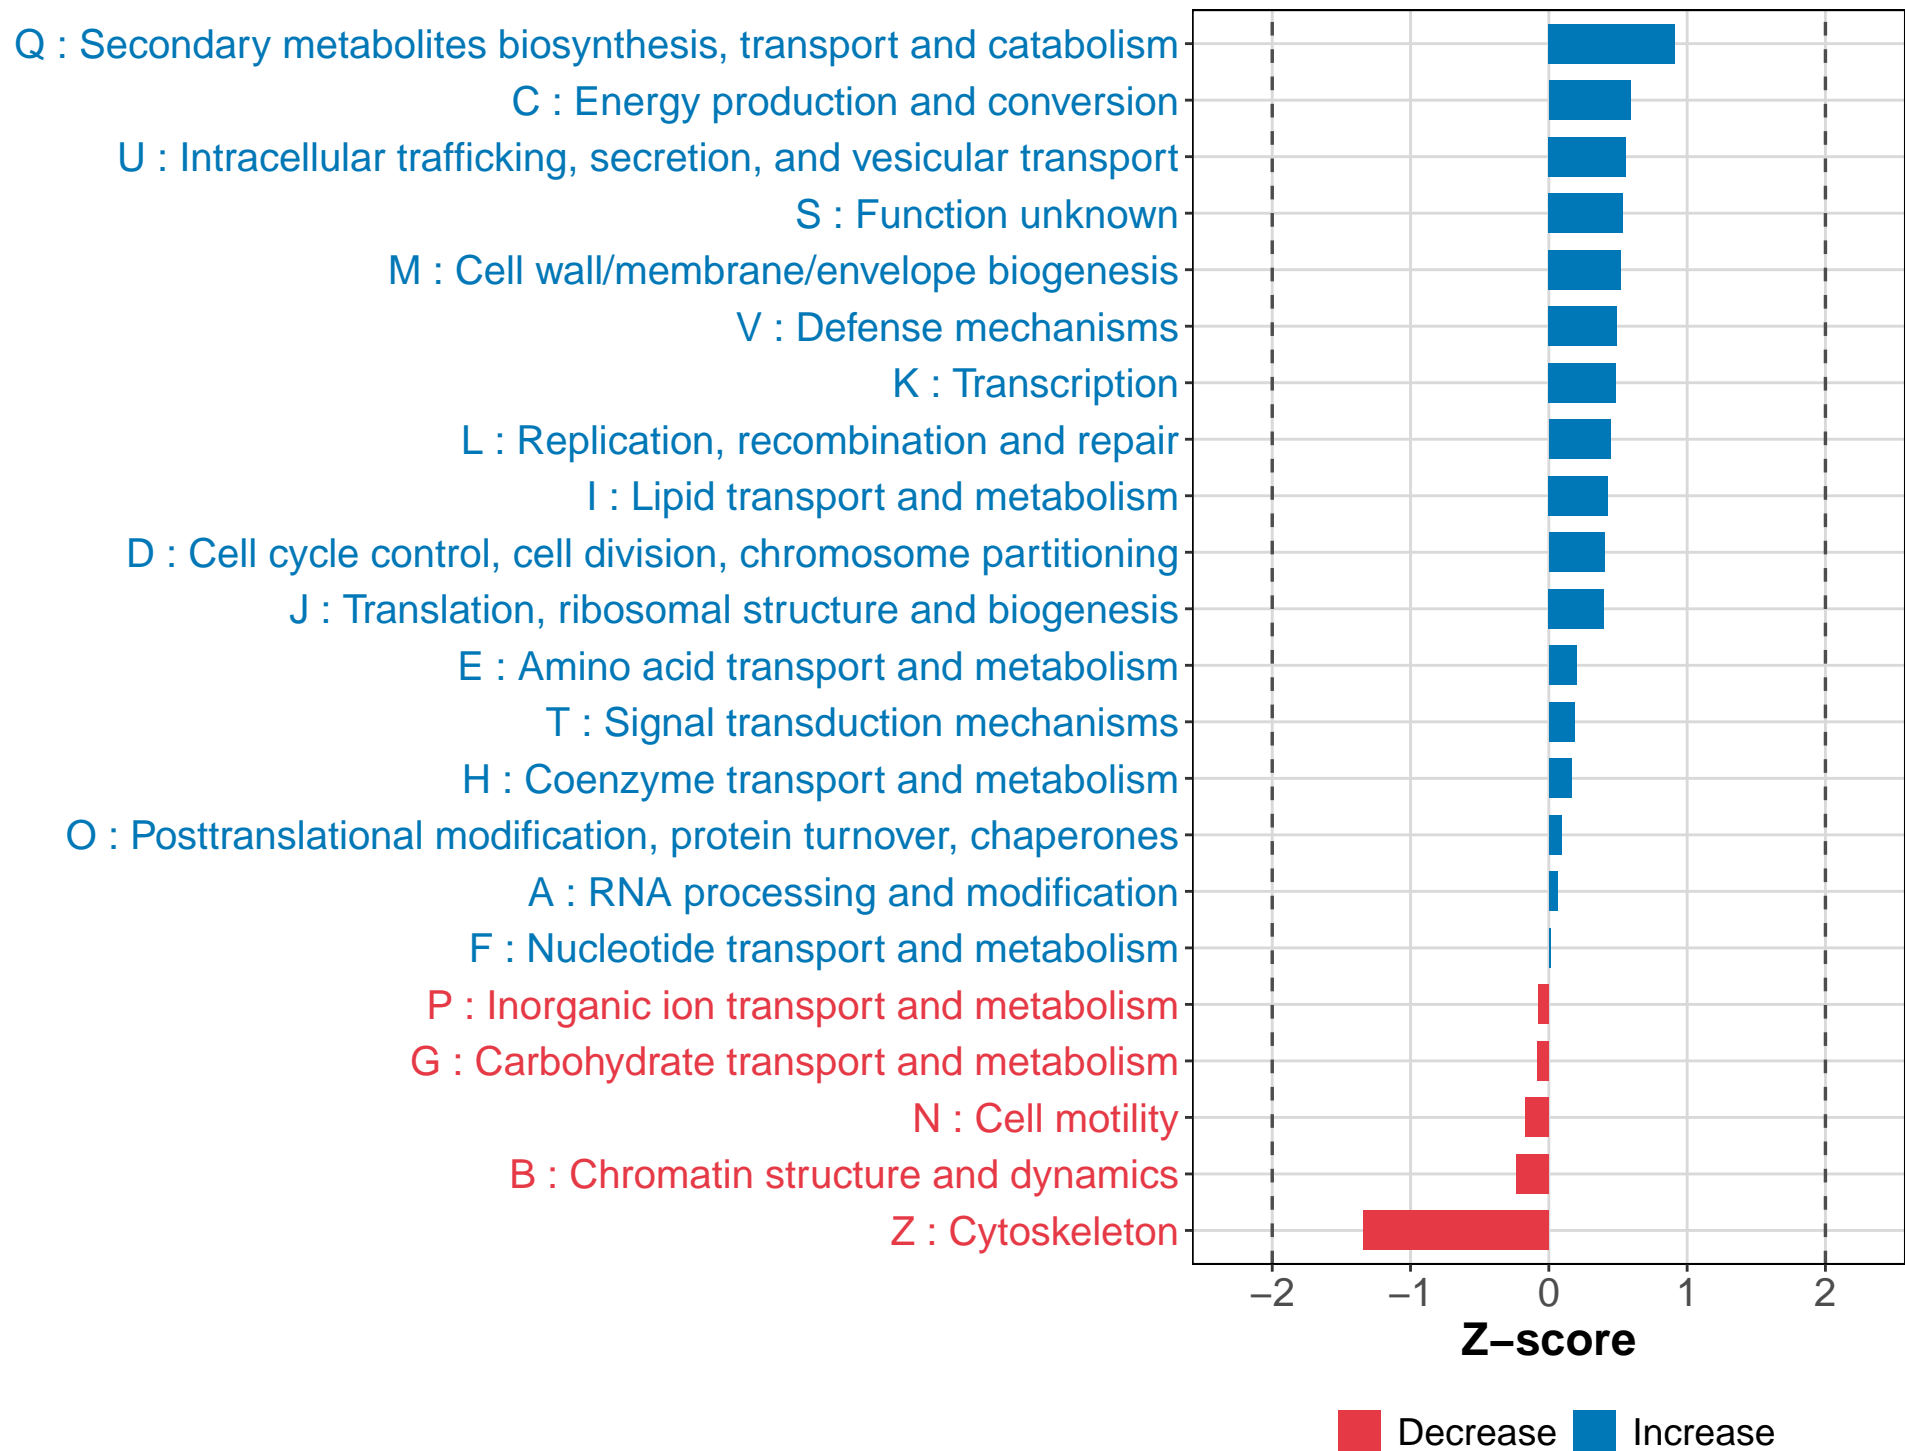 Q : Secondary metabolites biosynthesis, transport and catabolism
C : Energy production and conversion
U : Intracellular trafficking, secretion, and vesicular transport
S : Function unknown
M : Cell wall/membrane/envelope biogenesis
V : Defense mechanisms
K : Transcription
L : Replication, recombination and repair
I : Lipid transport and metabolism
D : Cell cycle control, cell division, chromosome partitioning
J : Translation, ribosomal structure and biogenesis
E : Amino acid transport and metabolism
T : Signal transduction mechanisms
H : Coenzyme transport and metabolism
O : Posttranslational modification, protein turnover, chaperones
A : RNA processing and modification
F : Nucleotide transport and metabolism
P : Inorganic ion transport and metabolism
G : Carbohydrate transport and metabolism
N : Cell motility
B : Chromatin structure and dynamics
Z : Cytoskeleton
−2 −1 0 1 2
Z−score
Decrease Increase